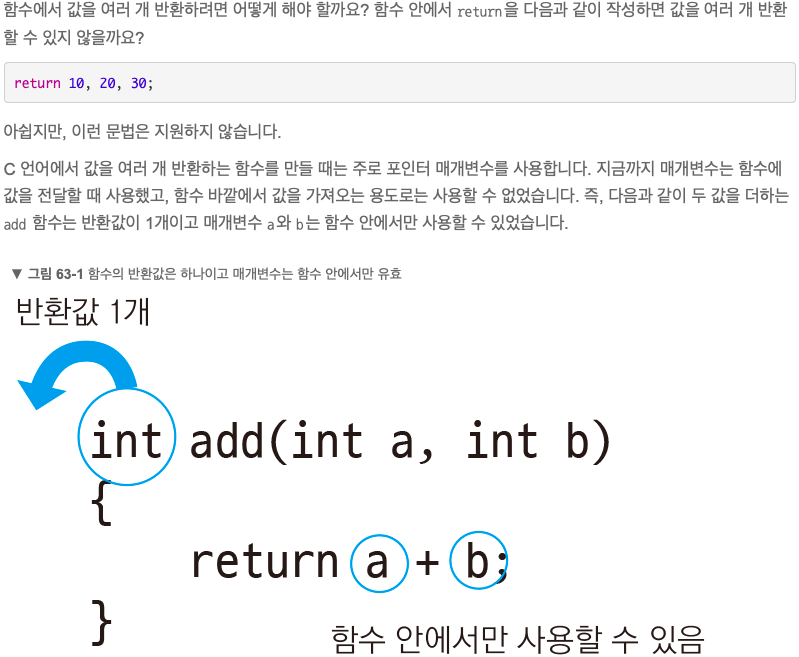 함수에서 값을 여러 개 반환하려면 어떻게 해야 할까요? 함수 안에서 return을 다음과 같이 작성하면 값을 여러 개 반환
할 수 있지 않을까요?
return 10, 20, 30;
아쉽지만, 이런 문법은 지원하지 않습니다.
C 언어에서 값을 여러 개 반환하는 함수를 만들 때는 주로 포인터 매개변수를 사용합니다. 지금까지 매개변수는 함수에
값을 전달할 때 사용했고, 함수 바깥에서 값을 가져오는 용도로는 사용할 수 없었습니다. 즉, 다음과 같이 두 값을 더하는
add 함수는 반환값이 1개이고 매개변수 a와 b는 함수 안에서만 사용할 수 있었습니다.
▼ 그림 63-1 함수의 반환값은 하나이고 매개변수는 함수 안에서만 유효
반환값 1개
int add(int a, int b)
{
return a + b;
}
함수 안에서만 사용할 수 있음